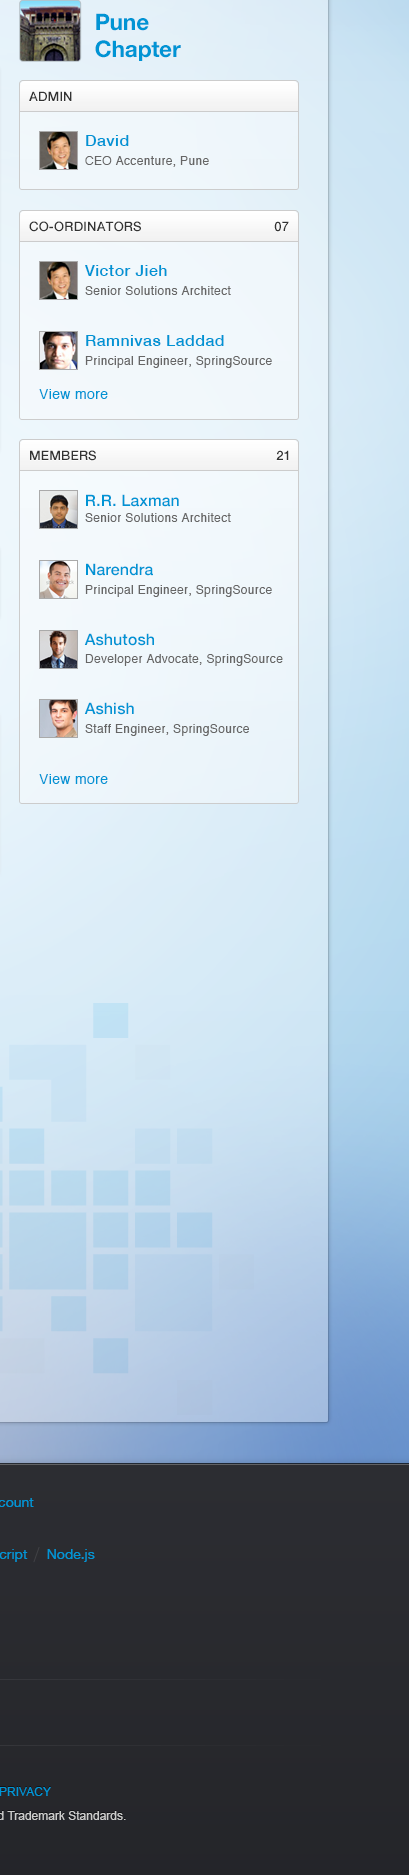 Pune
Chapter
ADMIN
David
CEO Accenture, Pune
CO-ORDINATORS 07
Victor Jieh
Senior Solutions Architect
Ramnivas Laddad
Principal Engineer, SpringSource
View more
MEMBERS 21
R.R. Laxman
Senior Solutions Architect
Narendra
Principal Engineer, SpringSource
Ashutosh
Developer Advocate, SpringSource
Ashish
Staff Engineer, SpringSource
View more
count
cript / Node.js
PRIVACY
d Trademark Standards.